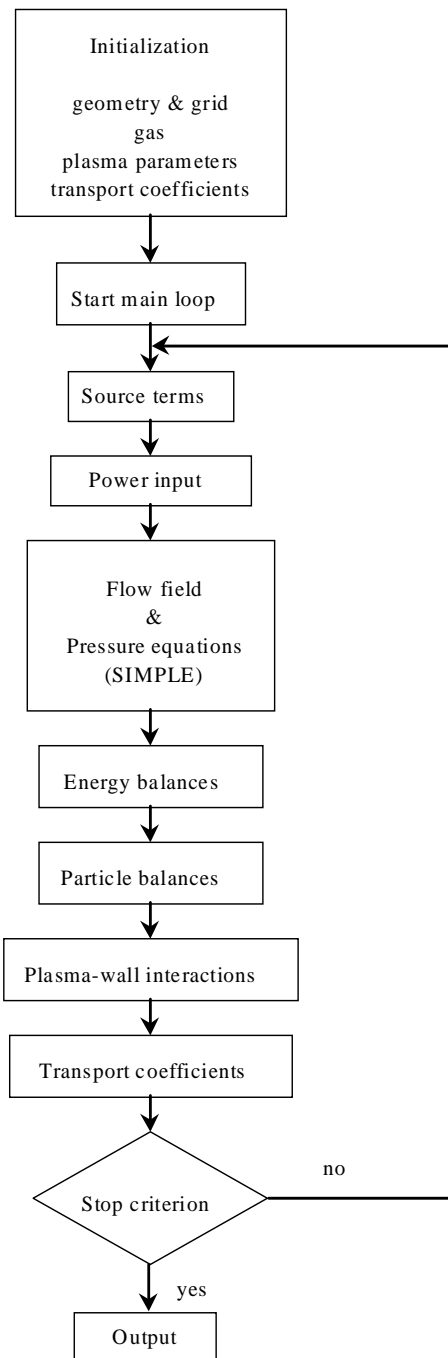 Initialization
geometry & grid
gas
plasma parameters
transport coefficients
Start main loop
Source terms
Power input
Flow field
&
Pressure equations
(SIMPLE)
Energy balances
Particle balances
Plasma-wall interactions
Transport coefficients
no
Stop criterion
yes
Output